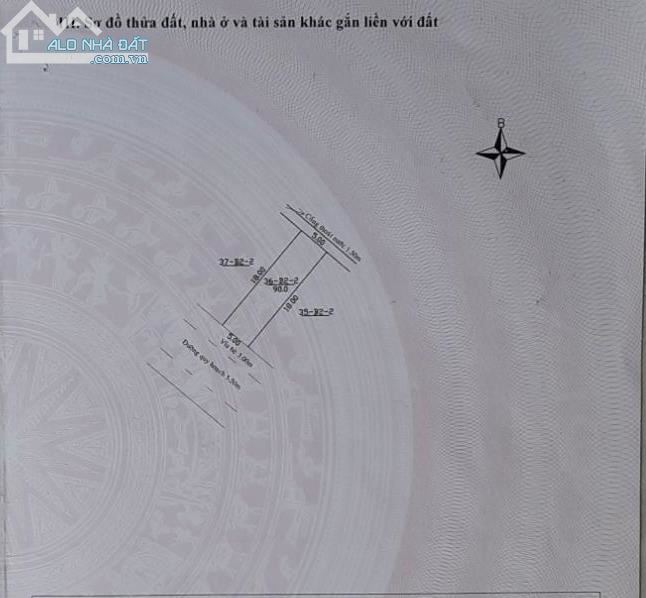 III. Sơ đồ thửa đất, nhà ở và tài sản khác gắn liền với đất
ALO NHÀ ĐẤT
.com.vn
B
Cống thoát nước 1.50m
5.00
37-B2-2
18.00
36-B2-2
90.0
18.00
35-B2-2
5.00
Vỉa hè 3.00m
Đường quy hoạch 5.50m